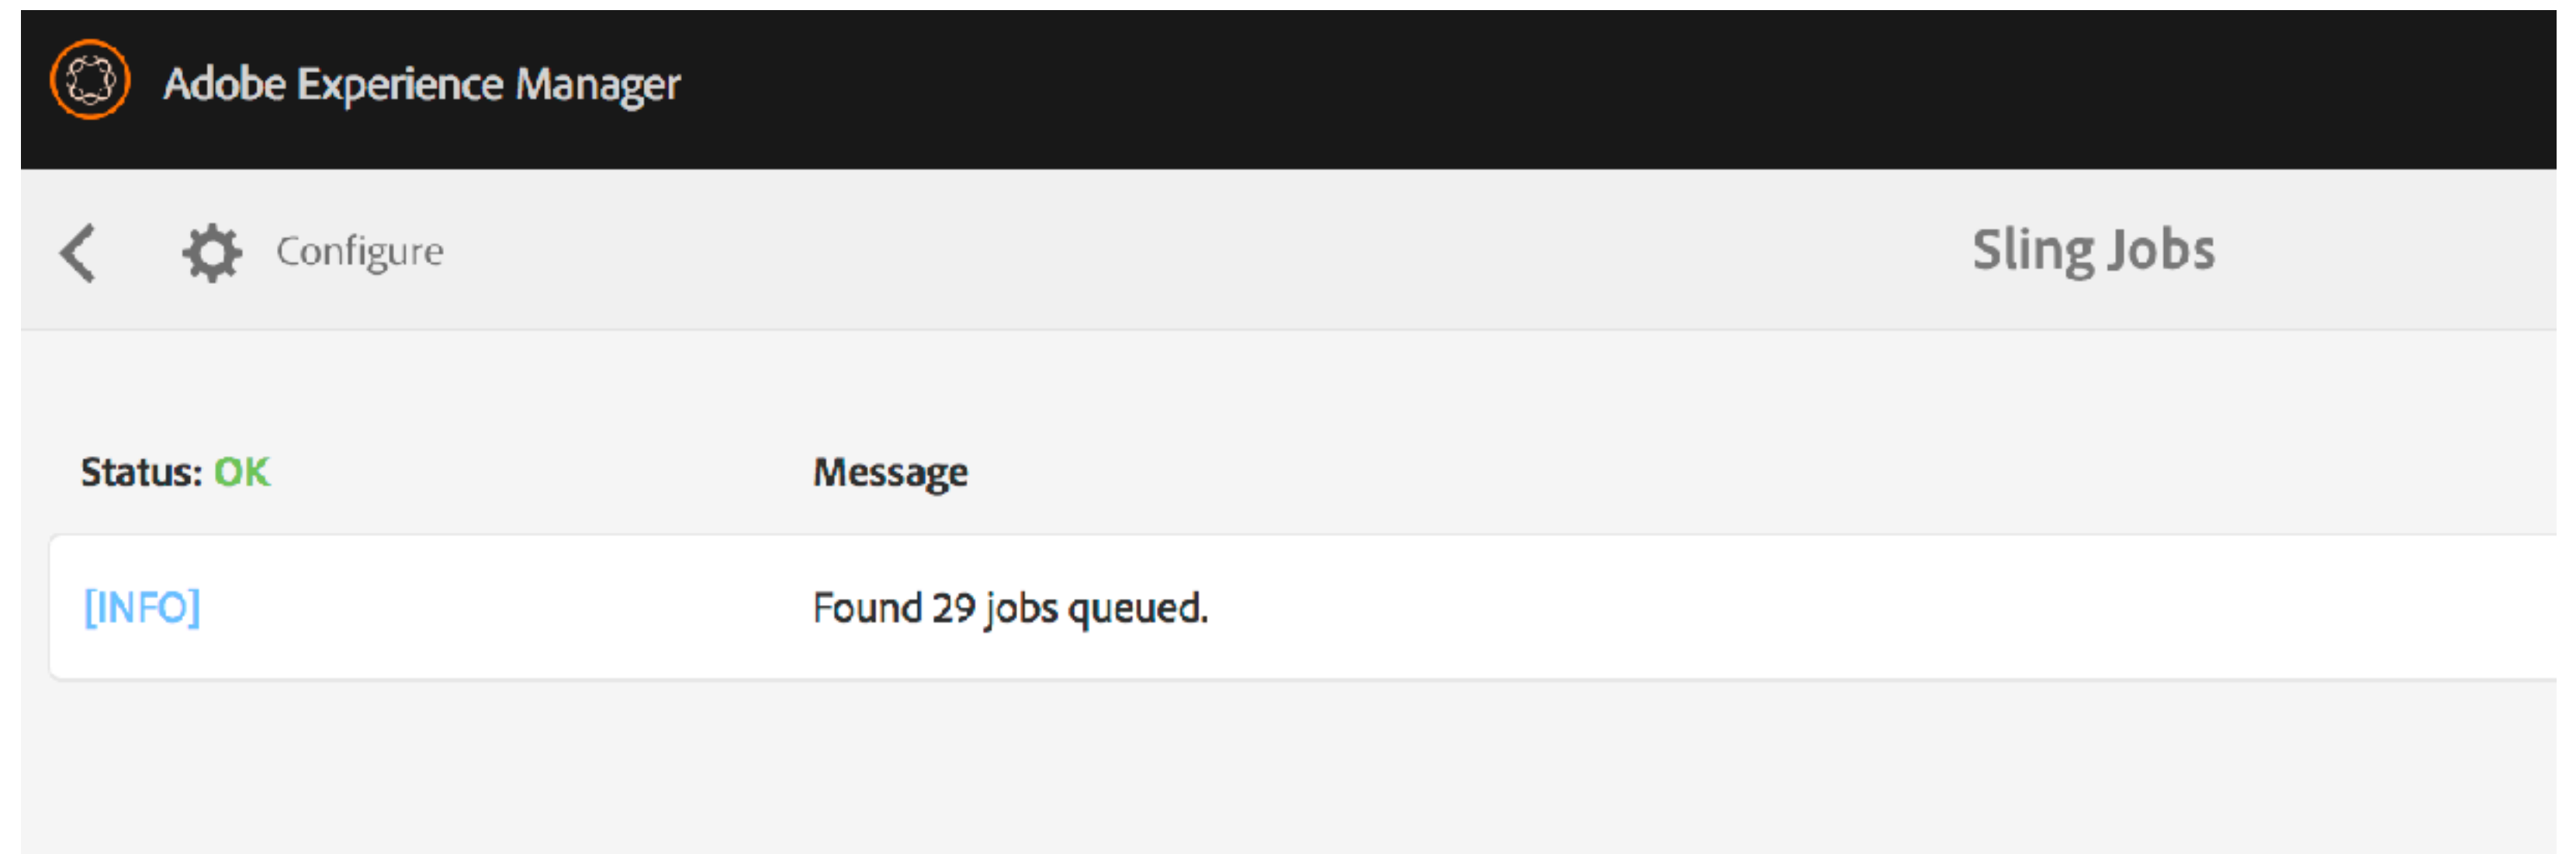 Adobe Experience Manager
Configure
Sling Jobs
Status: OK
Message
[INFO]
Found 29 jobs queued.